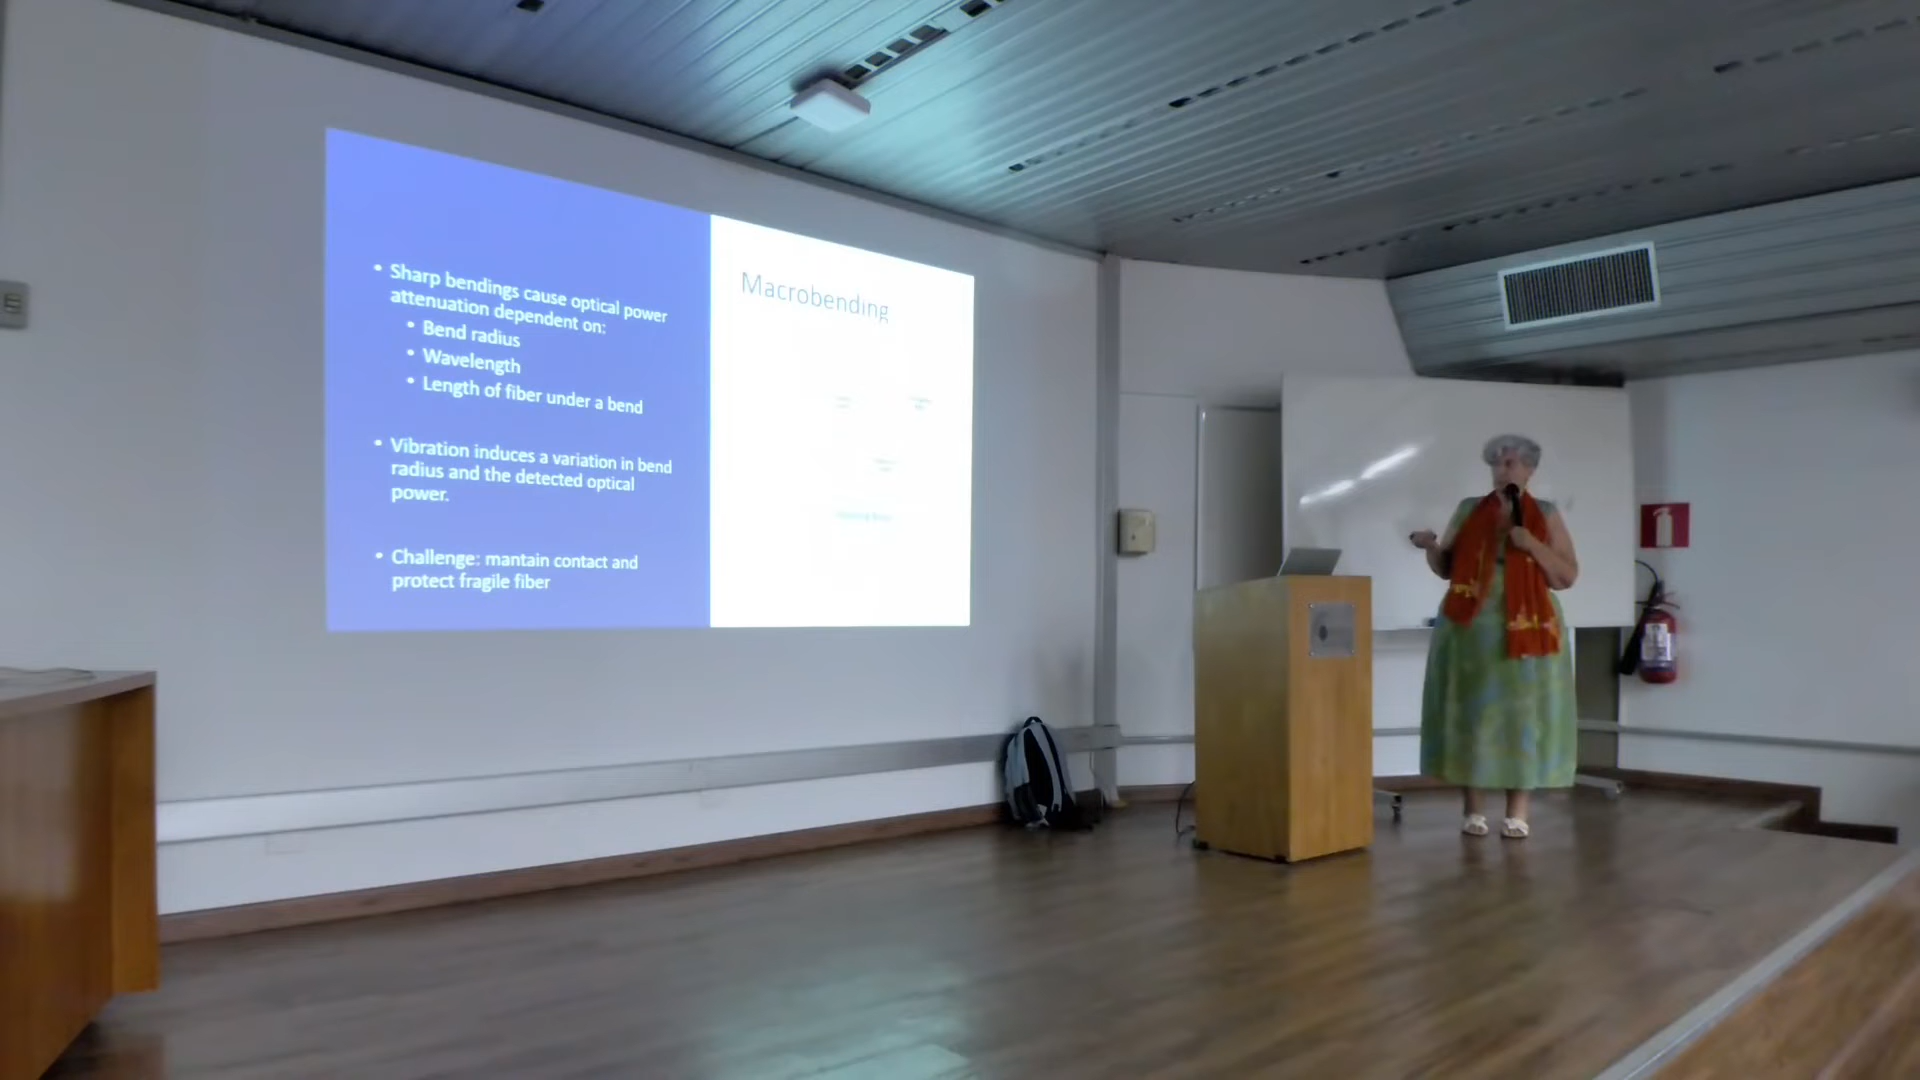 • Sharp bendings cause optical power
attenuation dependent on:
• Bend radius
• Wavelength
• Length of fiber under a bend
• Vibration induces a variation in bend
radius and the detected optical
power.
• Challenge: mantain contact and
protect fragile fiber
Macrobending